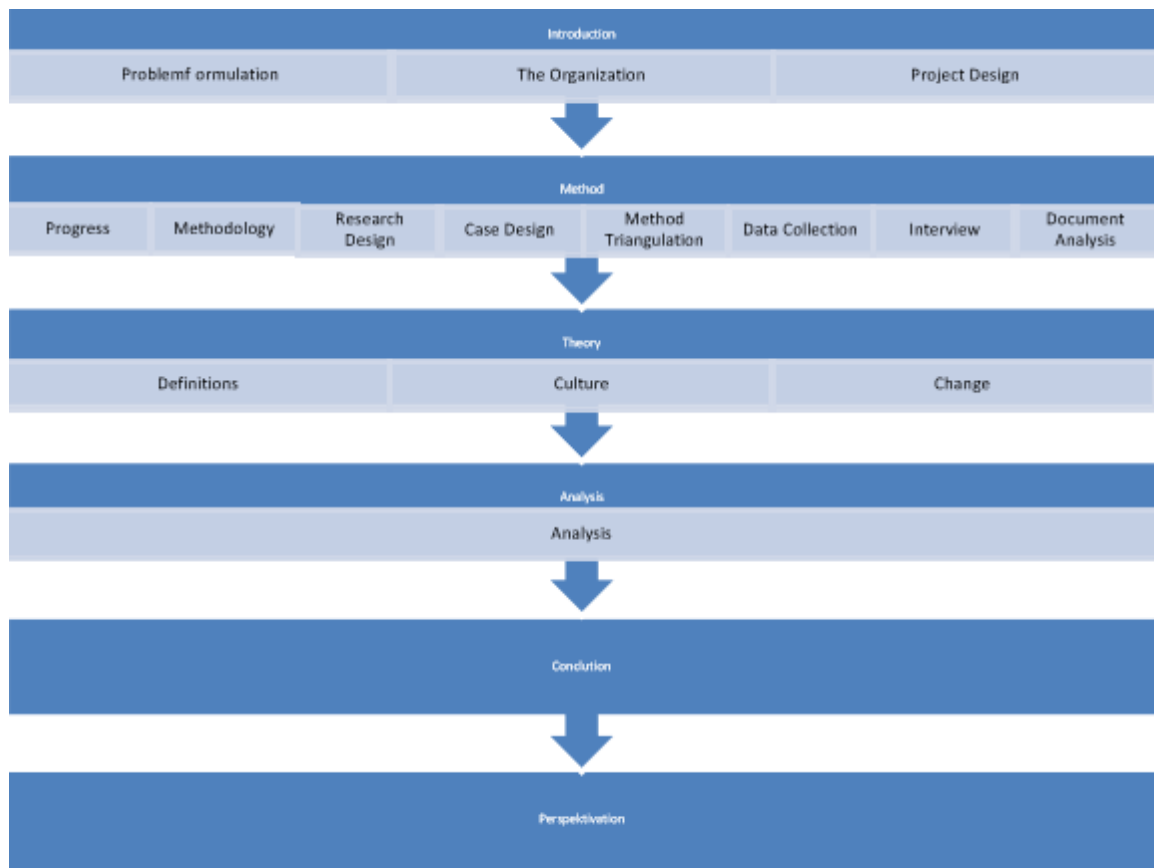 Introduction
Problemf ormulation
The Organization
Project Design
Method
Progress
Methodology
Research
Design
Case Design
Method
Triangulation
Data Collection
Interview
Document
Analysis
Theory
Definitions
Culture
Change
Analysis
Analysis
Conclution
Perspektivation